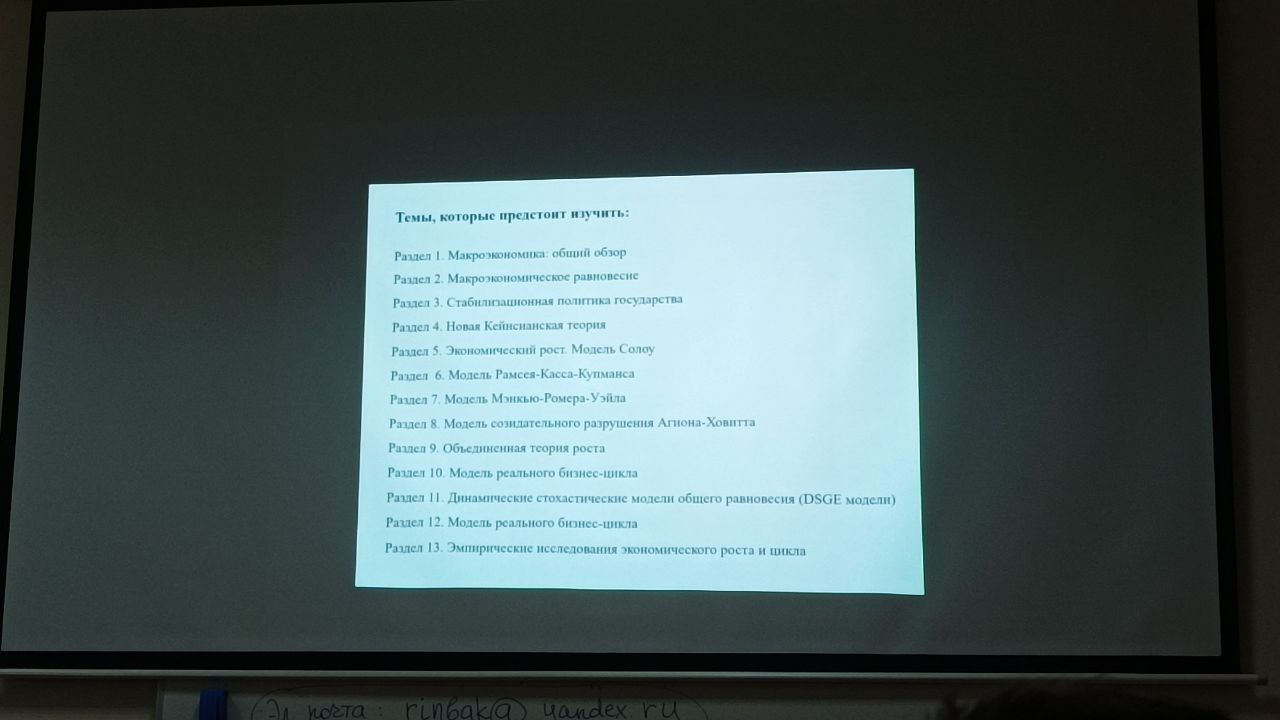 Темы, которые предстоит изучить:
Раздел 1. Макроэкономика: общий обзор
Раздел 2. Макроэкономическое равновесие
Раздел 3. Стабилизационная политика государства
Раздел 4. Новая Кейнсианская теория
Раздел 5. Экономический рост. Модель Солоу
Раздел 6. Модель Рамсея-Касса-Купманса
Раздел 7. Модель Мэнкью-Ромера-Уэйла
Раздел 8. Модель созидательного разрушения Агиона-Ховитта
Раздел 9. Объединенная теория роста
Раздел 10. Модель реального бизнес-цикла
Раздел 11. Динамические стохастические модели общего равновесия (DSGE модели)
Раздел 12. Модель реального бизнес-цикла
Раздел 13. Эмпирические исследования экономического роста и цикла
Эл почта: rinbak@yandex.ru